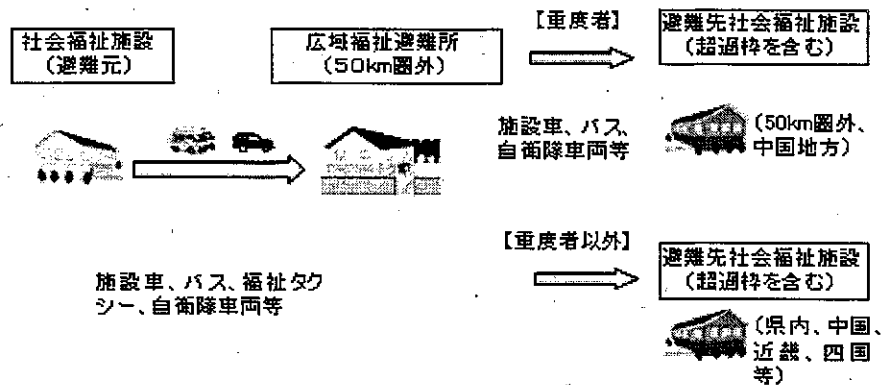 社会福祉施設
（避難元）
広域福祉避難所
（50km圏外）
【重度者】
避難先社会福祉施設
（超過枠を含む）
施設車、バス、
自衛隊車両等
（50km圏外、
中国地方）
施設車、バス、福祉タク
シー、自衛隊車両等
【重度者以外】
避難先社会福祉施設
（超過枠を含む）
（県内、中国、
近畿、四国
等）